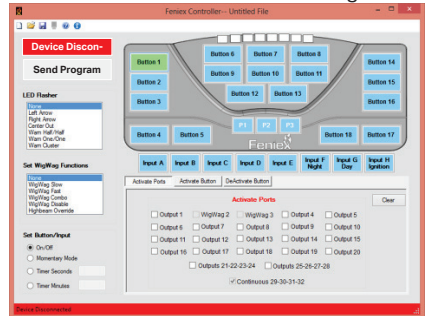 Feniex Controller-- Untitled File
Device Discon-
Send Program
LED Flasher
None
Left Arrow
Right Arrow
Center Out
Warn Half/Half
Warn One/One
Warn Cluster
Set WigWag Functions
None
WigWag Slow
WigWag Fast
WigWag Combo
WigWag Disable
Highbeam Override
Set Button/Input
On/Off
Momentary Mode
Timer Seconds
Timer Minutes
Button 1
Button 2
Button 3
Button 4
Button 5
Button 6
Button 7
Button 8
Button 9
Button 10
Button 11
Button 12
Button 13
Button 14
Button 15
Button 16
Button 18
Button 17
P1
P2
P3
Feniex
Input A
Input B
Input C
Input D
Input E
Input F Night
Input G Day
Input H Ignition
Activate Ports
Activate Button
DeActivate Button
Activate Ports
Clear
Output 1
WigWag 2
WigWag 3
Output 4
Output 5
Output 6
Output 7
Output 8
Output 9
Output 10
Output 11
Output 12
Output 13
Output 14
Output 15
Output 16
Output 17
Output 18
Output 19
Output 20
Outputs 21-22-23-24
Outputs 25-26-27-28
Continuous 29-30-31-32
Device Disconnected